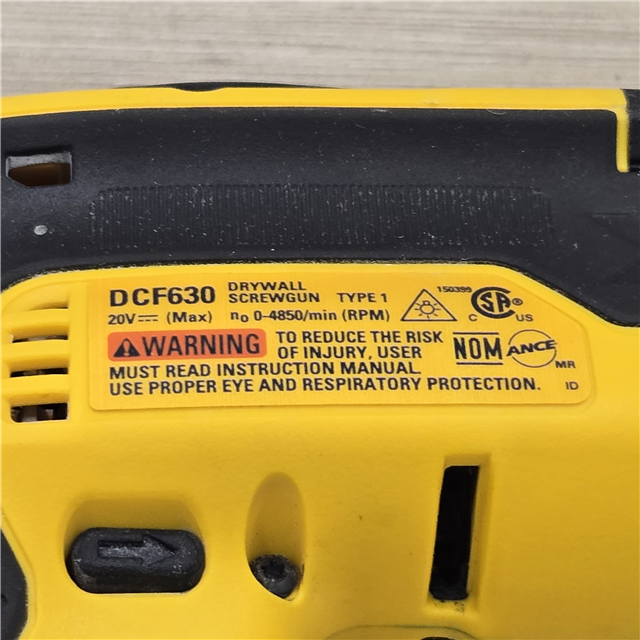 DCF630 DRYWALL SCREWGUN TYPE 1
20V ⎓ (Max) n₀ 0-4850/min (RPM)
150399
C SA US
WARNING TO REDUCE THE RISK
OF INJURY, USER
MUST READ INSTRUCTION MANUAL.
USE PROPER EYE AND RESPIRATORY PROTECTION.
NOM ANCE MR
ID